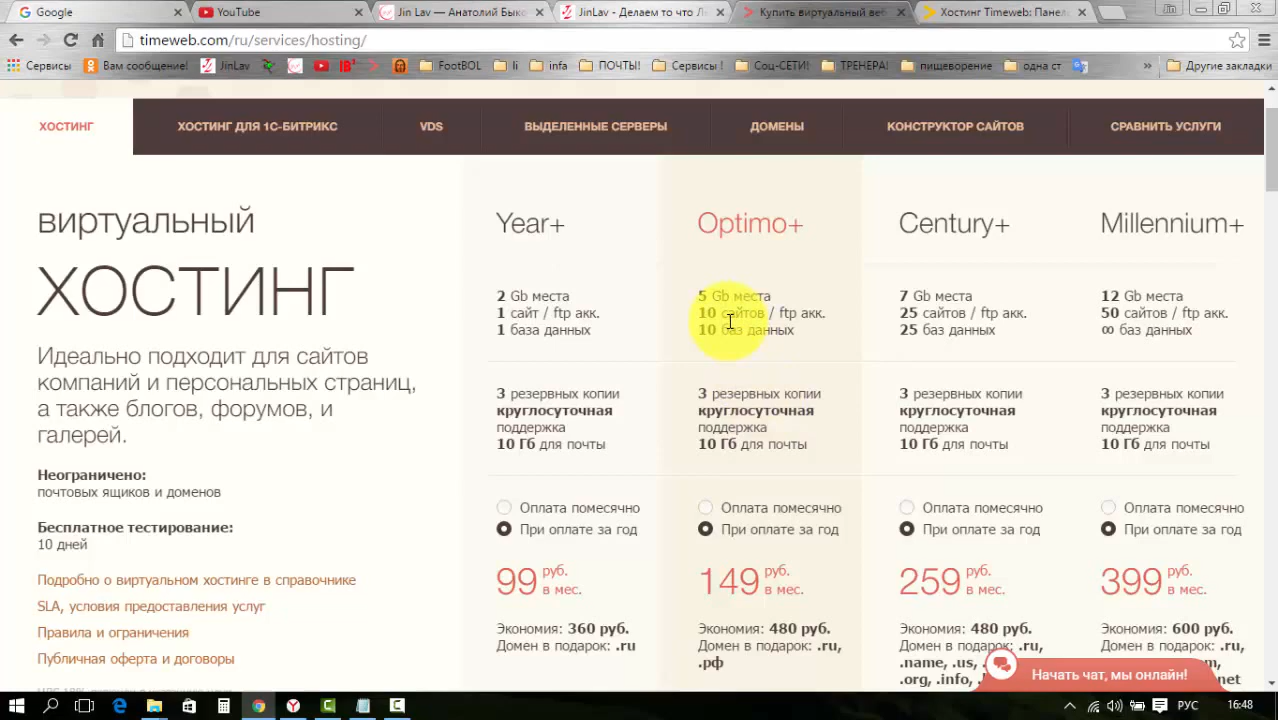 Google
YouTube
Jin Lav — Анатолий Быко
JinLav - Делаем то что Л
Купить виртуальный веб
Хостинг Timeweb: Панел
timeweb.com/ru/services/hosting/
Сервисы
Вам сообщение!
JinLav
FootBOL
li
infa
ПОЧТЫ!
Сервисы !
Соц-СЕТИ!
ТРЕНЕРА!
пищеворение
одна ст
»
Другие закладки
ХОСТИНГ
ХОСТИНГ ДЛЯ 1С-БИТРИКС
VDS
ВЫДЕЛЕННЫЕ СЕРВЕРЫ
ДОМЕНЫ
КОНСТРУКТОР САЙТОВ
СРАВНИТЬ УСЛУГИ
виртуальный
ХОСТИНГ
Идеально подходит для сайтов
компаний и персональных страниц,
а также блогов, форумов, и
галерей.
Неограничено:
почтовых ящиков и доменов
Бесплатное тестирование:
10 дней
Подробно о виртуальном хостинге в справочнике
SLA, условия предоставления услуг
Правила и ограничения
Публичная оферта и договоры
Year+
2 Gb места
1 сайт / ftp акк.
1 база данных
3 резервных копии
круглосуточная
поддержка
10 Гб для почты
Оплата помесячно
При оплате за год
99 руб.
в мес.
Экономия: 360 руб.
Домен в подарок: .ru
Optimo+
5 Gb места
10 сайтов / ftp акк.
10 баз данных
3 резервных копии
круглосуточная
поддержка
10 Гб для почты
Оплата помесячно
При оплате за год
149 руб.
в мес.
Экономия: 480 руб.
Домен в подарок: .ru,
.рф
Century+
7 Gb места
25 сайтов / ftp акк.
25 баз данных
3 резервных копии
круглосуточная
поддержка
10 Гб для почты
Оплата помесячно
При оплате за год
259 руб.
в мес.
Экономия: 480 руб.
Домен в подарок: .ru,
.name, .us,
.org, .info,
Millennium+
12 Gb места
50 сайтов / ftp акк.
∞ баз данных
3 резервных копии
круглосуточная
поддержка
10 Гб для почты
Оплата помесячно
При оплате за год
399 руб.
в мес.
Экономия: 600 руб.
Домен в подарок: .ru,
Начать чат, мы онлайн!
РУС
16:48